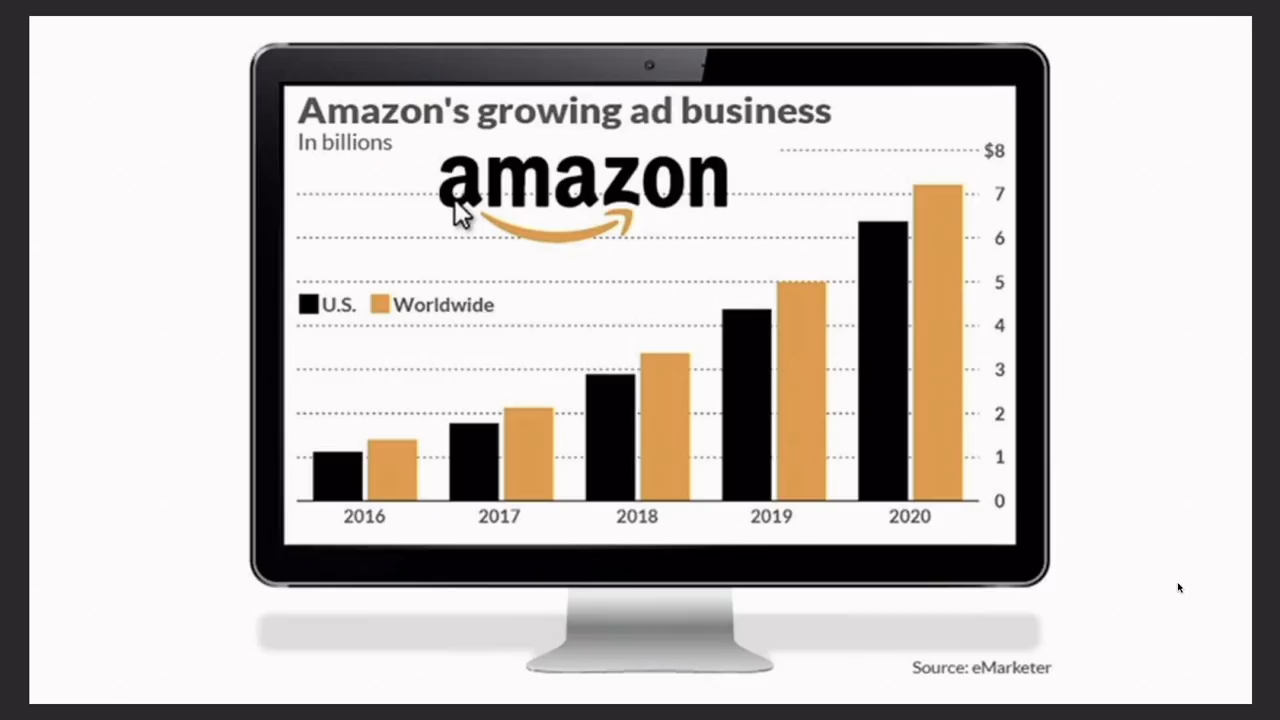 Amazon's growing ad business
In billions
amazon
$8
7
6
5
4
3
2
1
0
U.S. Worldwide
2016 2017 2018 2019 2020
Source: eMarketer